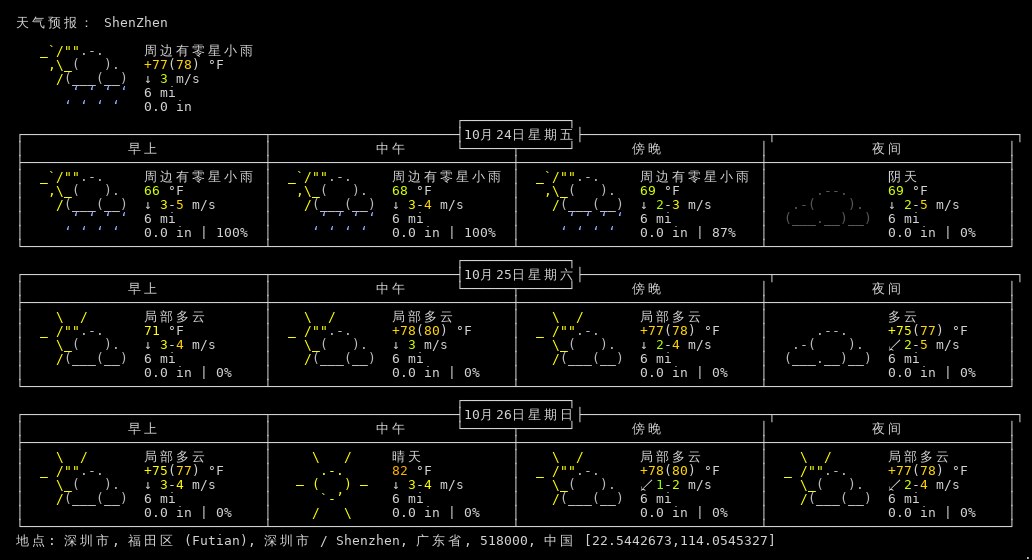 天气预报: ShenZhen
周边有零星小雨
+77(78) °F
↓ 3 m/s
6 mi
0.0 in
10月24日星期五
早上 中午 傍晚 夜间
周边有零星小雨 周边有零星小雨 周边有零星小雨 阴天
66 °F 68 °F 69 °F 69 °F
↓ 3-5 m/s ↓ 3-4 m/s ↓ 2-3 m/s ↓ 2-5 m/s
6 mi 6 mi 6 mi 6 mi
0.0 in | 100% 0.0 in | 100% 0.0 in | 87% 0.0 in | 0%
10月25日星期六
早上 中午 傍晚 夜间
局部多云 局部多云 局部多云 多云
71 °F +78(80) °F +77(78) °F +75(77) °F
↓ 3-4 m/s ↓ 3 m/s ↓ 2-4 m/s ↙ 2-5 m/s
6 mi 6 mi 6 mi 6 mi
0.0 in | 0% 0.0 in | 0% 0.0 in | 0% 0.0 in | 0%
10月26日星期日
早上 中午 傍晚 夜间
局部多云 晴天 局部多云 局部多云
+75(77) °F 82 °F +78(80) °F +77(78) °F
↓ 3-4 m/s ↓ 3-4 m/s ↙ 1-2 m/s ↙ 2-4 m/s
6 mi 6 mi 6 mi 6 mi
0.0 in | 0% 0.0 in | 0% 0.0 in | 0% 0.0 in | 0%
地点: 深圳市, 福田区 (Futian), 深圳市 / Shenzhen, 广东省, 518000, 中国 [22.5442673,114.0545327]